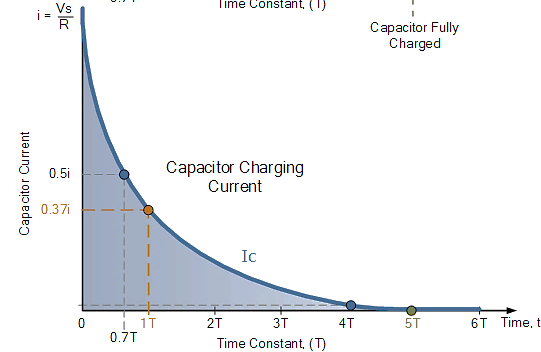 Time Constant, (T)
i = Vs
R
Capacitor Fully
Charged
Capacitor Current
Capacitor Charging
Current
0.5i
0.37i
Ic
0 1T 2T 3T 4T 5T 6T Time, t
0.7T
Time Constant, (T)